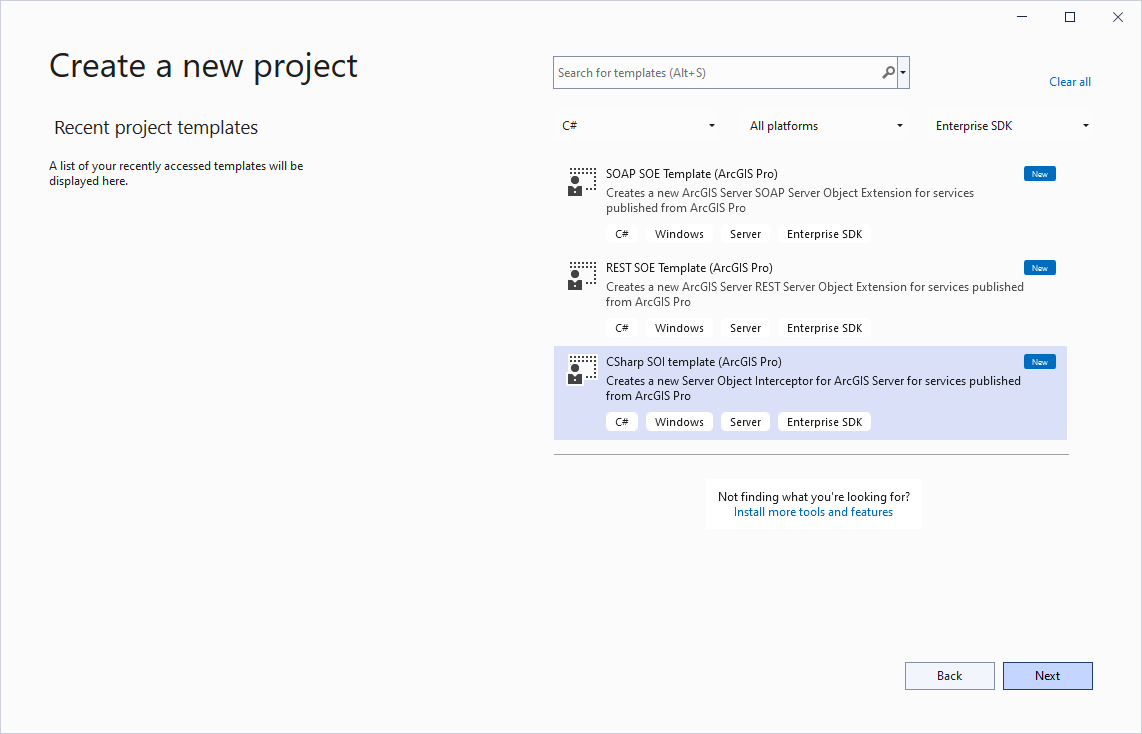 Create a new project
Search for templates (Alt+S)
Clear all
Recent project templates
C#
All platforms
Enterprise SDK
A list of your recently accessed templates will be
displayed here.
SOAP SOE Template (ArcGIS Pro)
New
Creates a new ArcGIS Server SOAP Server Object Extension for services
published from ArcGIS Pro
C# Windows Server Enterprise SDK
REST SOE Template (ArcGIS Pro)
New
Creates a new ArcGIS Server REST Server Object Extension for services published
from ArcGIS Pro
C# Windows Server Enterprise SDK
CSharp SOI template (ArcGIS Pro)
New
Creates a new Server Object Interceptor for ArcGIS Server for services published
from ArcGIS Pro
C# Windows Server Enterprise SDK
Not finding what you're looking for?
Install more tools and features
Back
Next